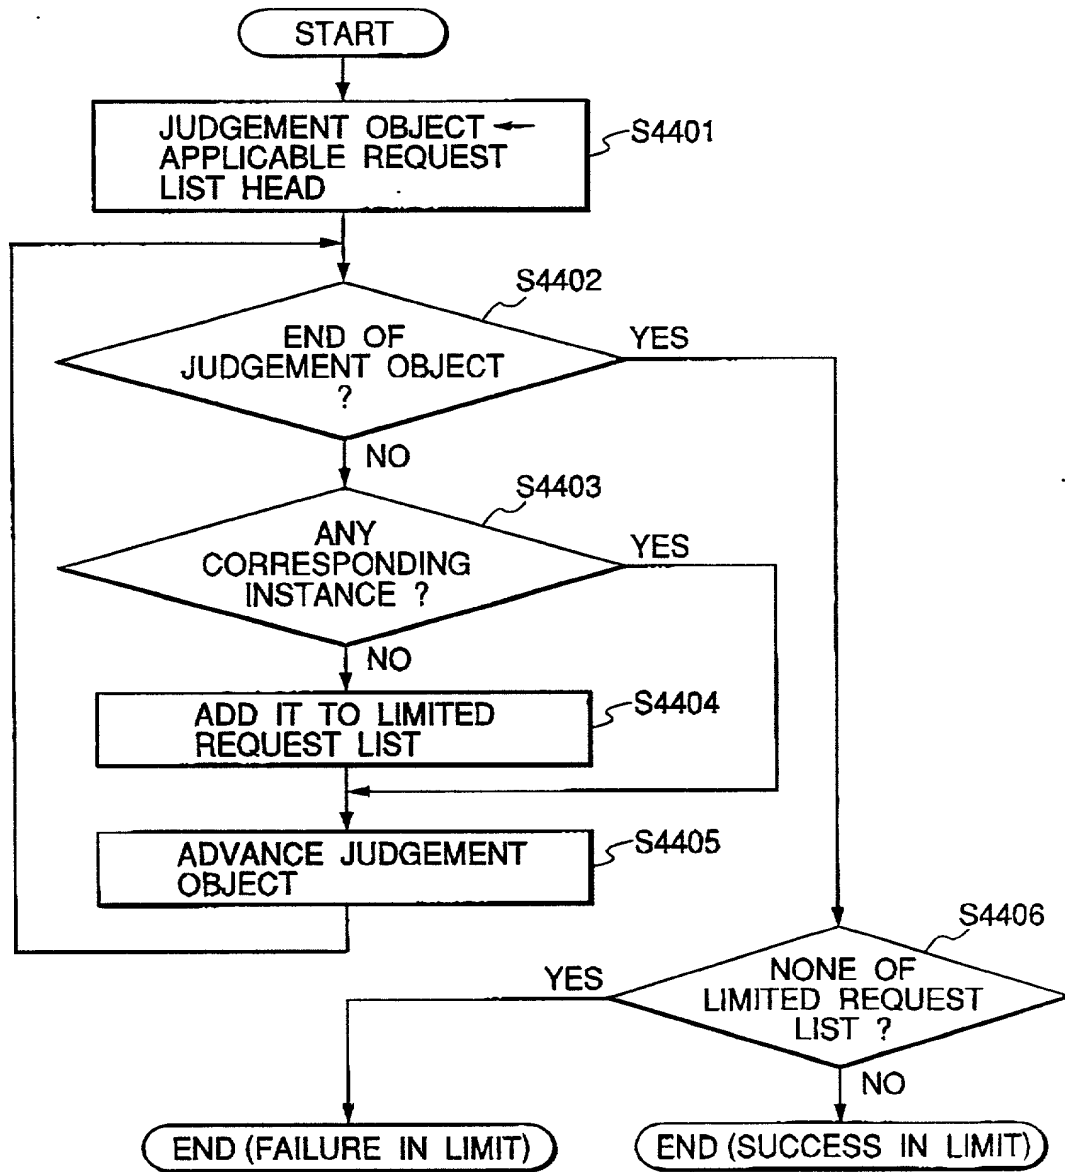 START
JUDGEMENT OBJECT ←
APPLICABLE REQUEST
LIST HEAD
S4401
S4402
END OF
JUDGEMENT OBJECT
?
YES
NO
S4403
ANY
CORRESPONDING
INSTANCE ?
YES
NO
ADD IT TO LIMITED
REQUEST LIST
S4404
ADVANCE JUDGEMENT
OBJECT
S4405
S4406
NONE OF
LIMITED REQUEST
LIST ?
YES
NO
END (FAILURE IN LIMIT)
END (SUCCESS IN LIMIT)